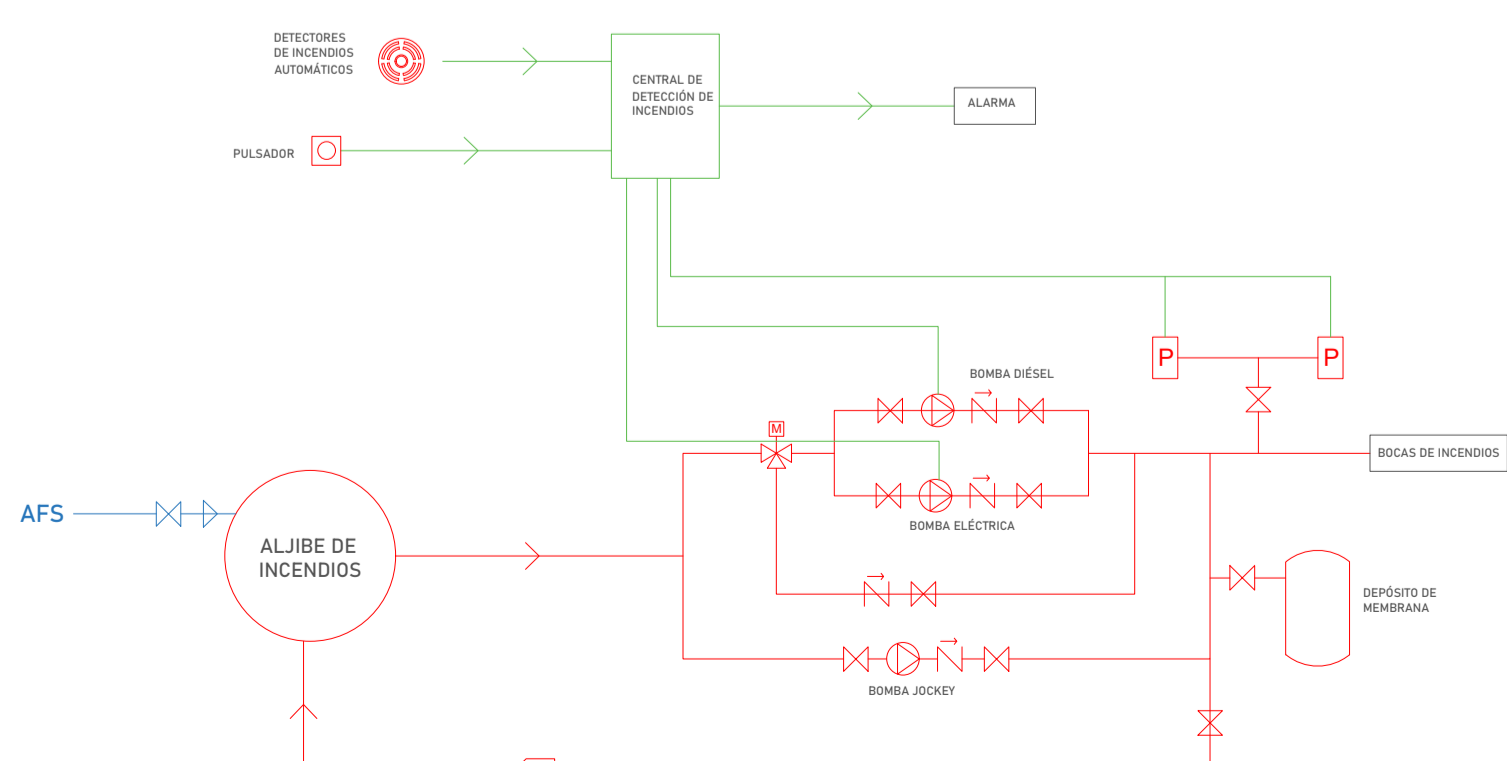 DETECTORES
DE INCENDIOS
AUTOMÁTICOS
CENTRAL DE
DETECCIÓN DE
INCENDIOS
ALARMA
PULSADOR
P
P
BOMBA DIÉSEL
M
BOCAS DE INCENDIOS
AFS
BOMBA ELÉCTRICA
ALJIBE DE
INCENDIOS
DEPÓSITO DE
MEMBRANA
BOMBA JOCKEY